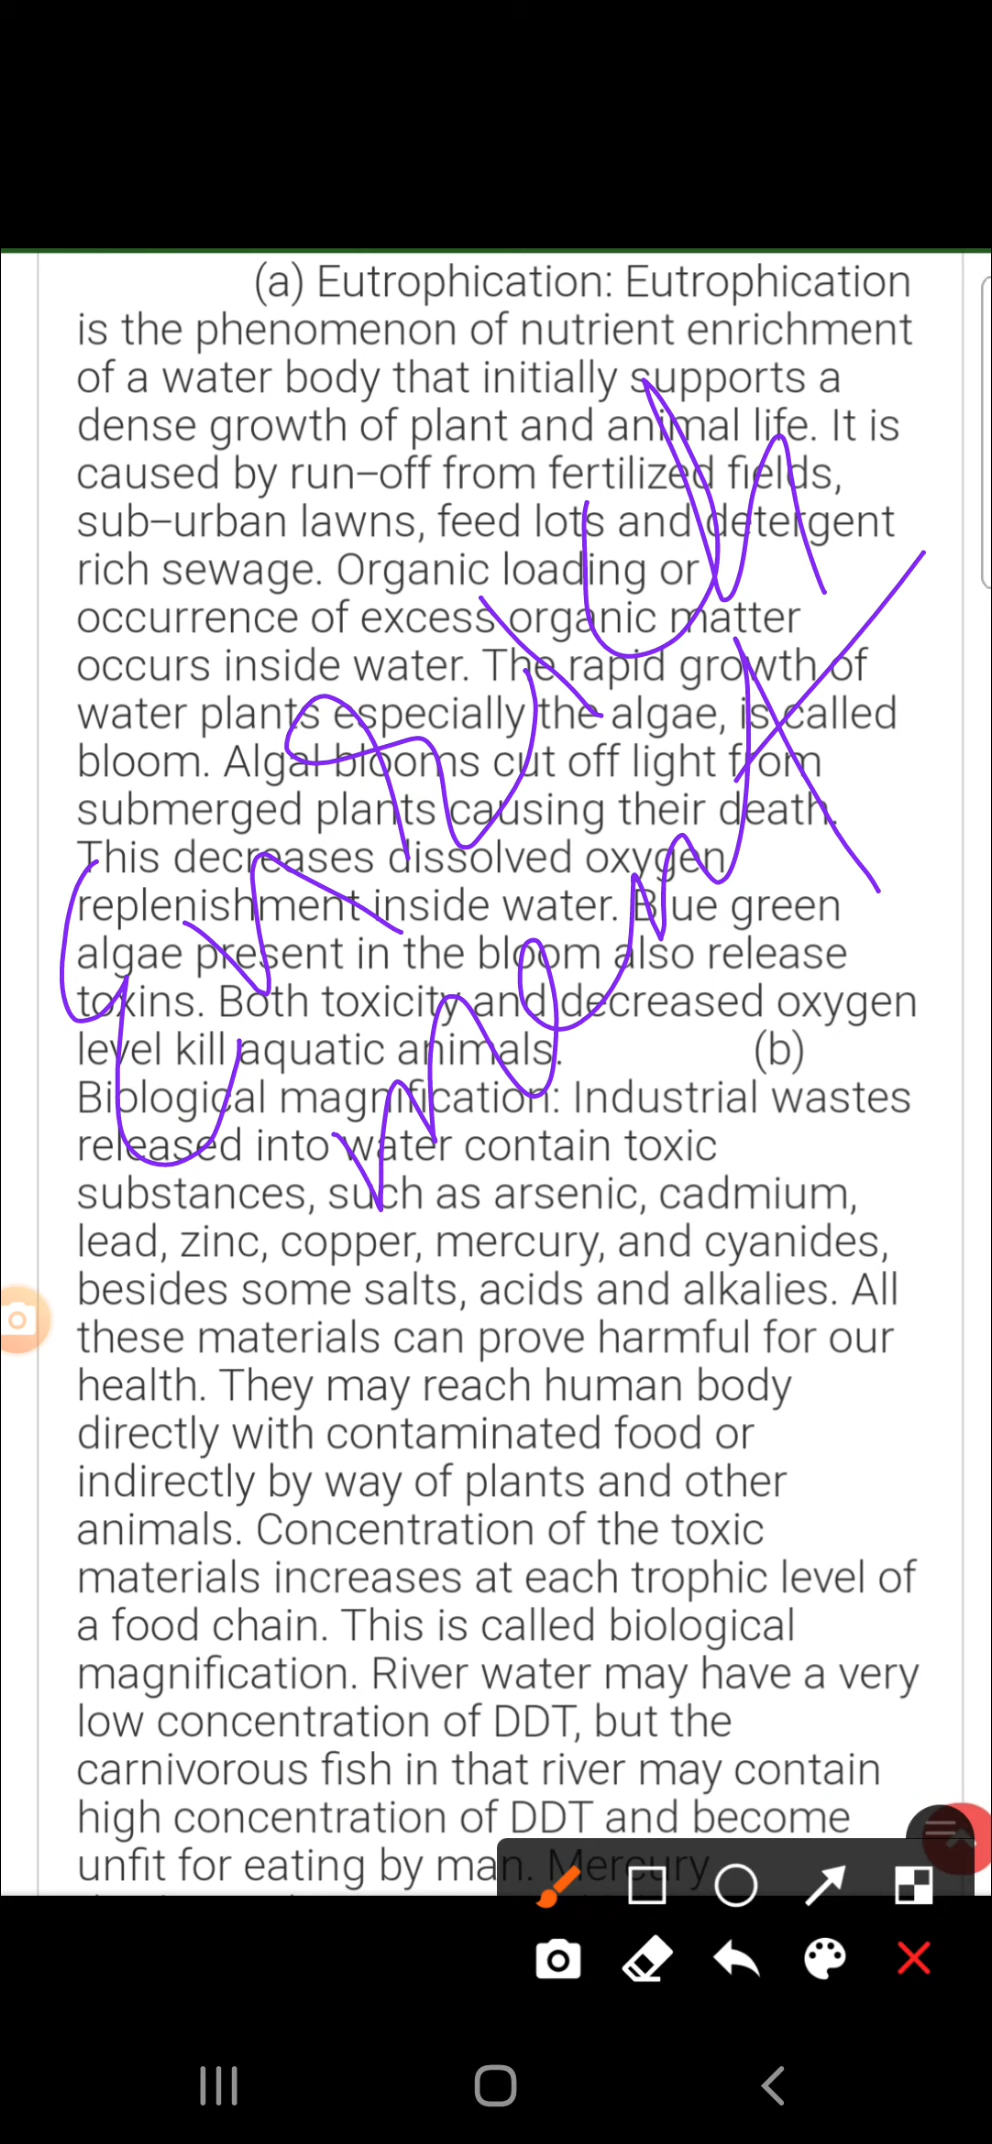 (a) Eutrophication: Eutrophication
is the phenomenon of nutrient enrichment
of a water body that initially supports a
dense growth of plant and animal life. It is
caused by run–off from fertilized fields,
sub–urban lawns, feed lots and detergent
rich sewage. Organic loading or
occurrence of excess organic matter
occurs inside water. The rapid growth of
water plants especially the algae, is called
bloom. Algal blooms cut off light from
submerged plants causing their death.
This decreases dissolved oxygen
replenishment inside water. Blue green
algae present in the bloom also release
toxins. Both toxicity and decreased oxygen
level kill aquatic animals. (b)
Biological magnification: Industrial wastes
released into water contain toxic
substances, such as arsenic, cadmium,
lead, zinc, copper, mercury, and cyanides,
besides some salts, acids and alkalies. All
these materials can prove harmful for our
health. They may reach human body
directly with contaminated food or
indirectly by way of plants and other
animals. Concentration of the toxic
materials increases at each trophic level of
a food chain. This is called biological
magnification. River water may have a very
low concentration of DDT, but the
carnivorous fish in that river may contain
high concentration of DDT and become
unfit for eating by man. Mercury
Enrich
ment